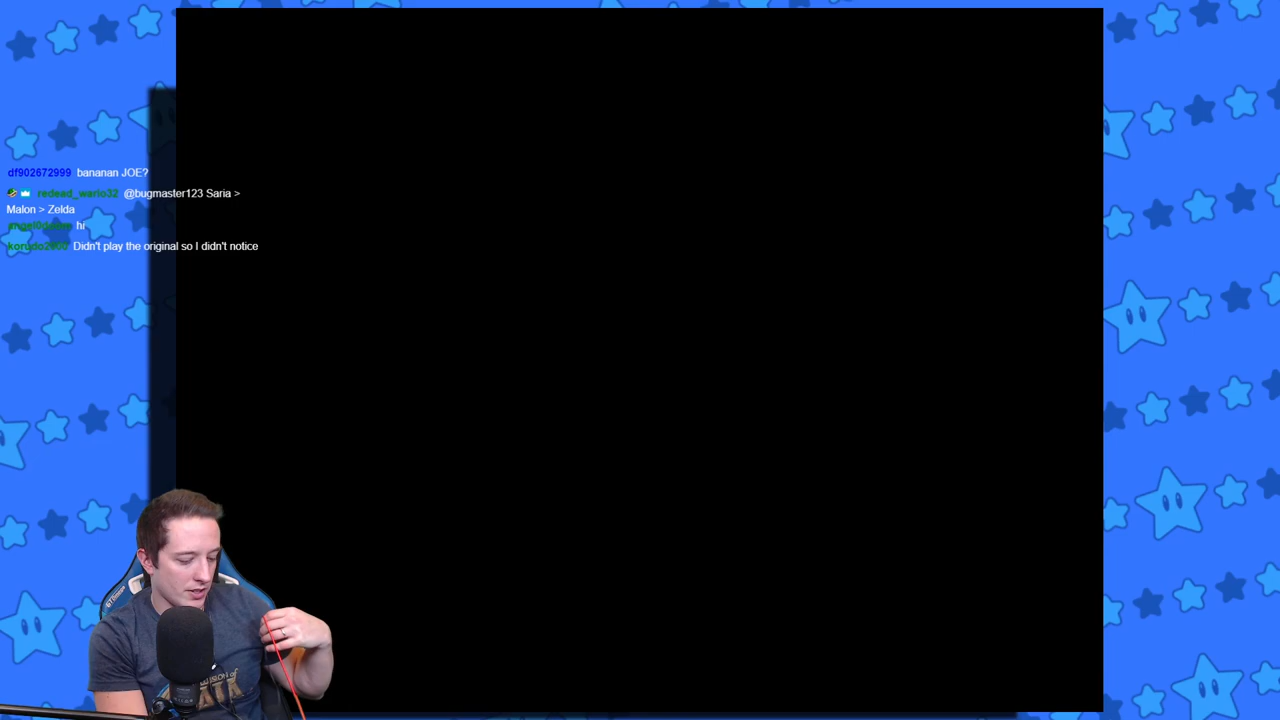 df902672999 bananan JOE?
redead_wario32 @bugmaster123 Saria >
Malon > Zelda
hi
Didn't play the original so I didn't notice